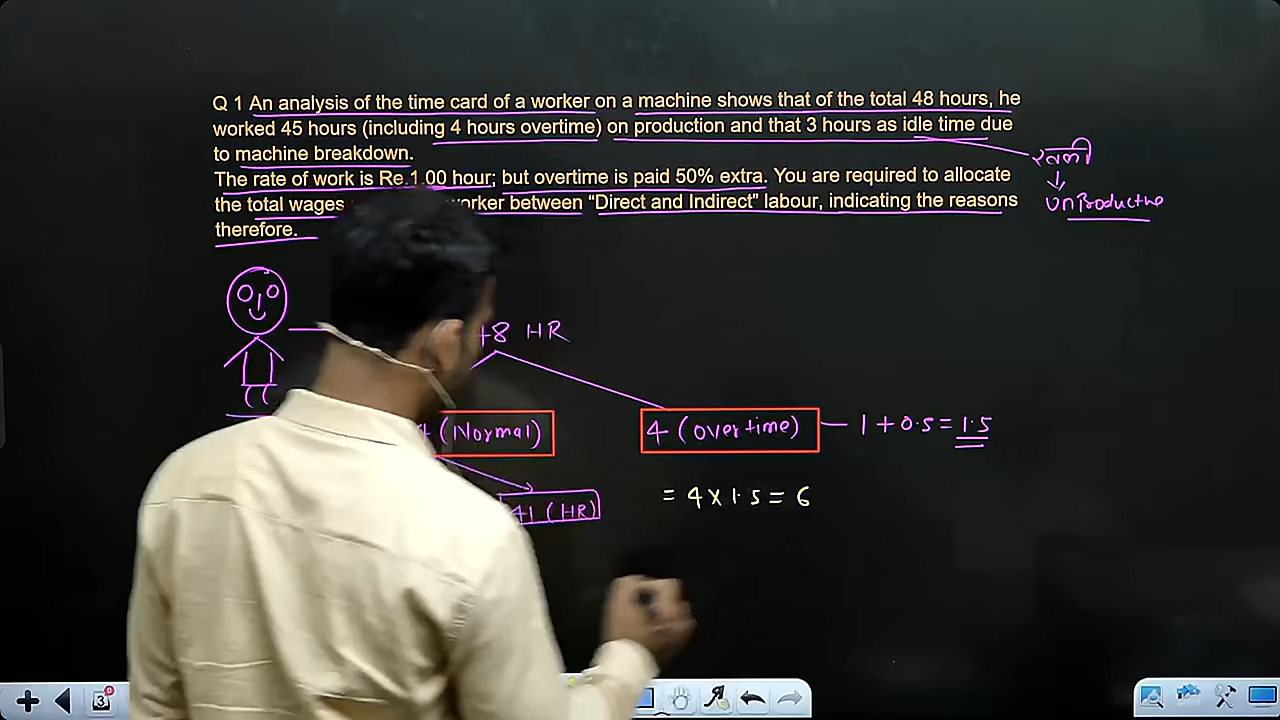 Q 1 An analysis of the time card of a worker on a machine shows that of the total 48 hours, he
worked 45 hours (including 4 hours overtime) on production and that 3 hours as idle time due
to machine breakdown.
The rate of work is Re.1.00 hour; but overtime is paid 50% extra. You are required to allocate
the total wages worker between “Direct and Indirect” labour, indicating the reasons
therefore.
unproductive
8 HR
(Normal)
4 (overtime) — 1 + 0.5 = 1.5
41 (HR)
= 4 x 1.5 = 6
3